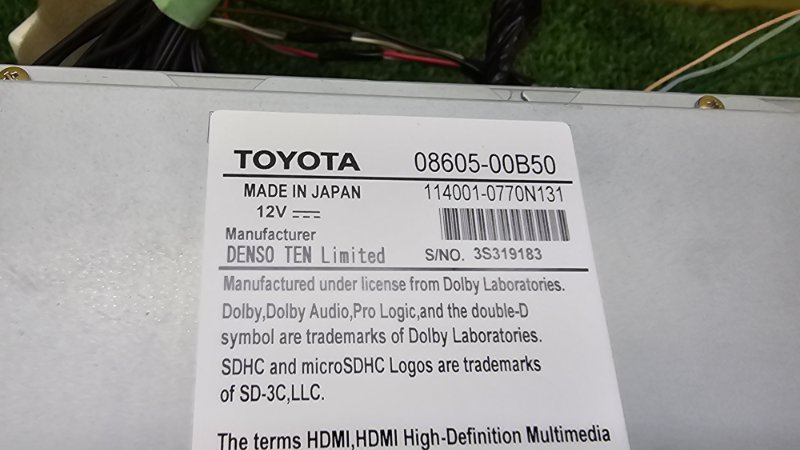 TOYOTA 08605-00B50
MADE IN JAPAN 114001-0770N131
12V
Manufacturer
DENSO TEN Limited S/NO. 3S319183
Manufactured under license from Dolby Laboratories.
Dolby,Dolby Audio,Pro Logic,and the double-D
symbol are trademarks of Dolby Laboratories.
SDHC and microSDHC Logos are trademarks
of SD-3C,LLC.
The terms HDMI,HDMI High-Definition Multimedia